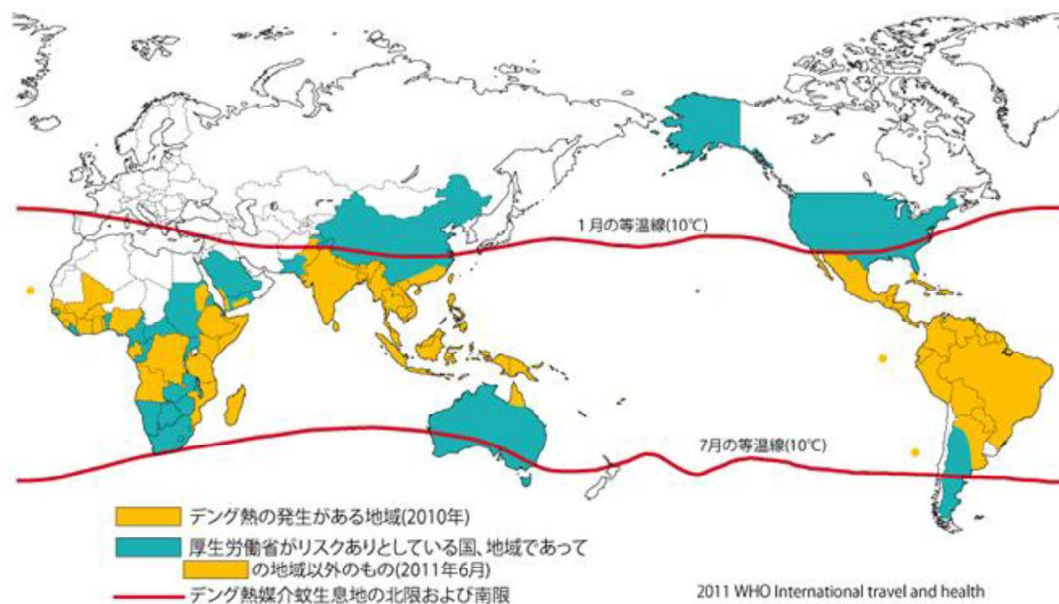 1月の等温線(10℃)
7月の等温線(10℃)
デング熱の発生がある地域(2010年)
厚生労働省がリスクありとしている国、地域であって
の地域以外のもの(2011年6月)
デング熱媒介蚊生息地の北限および南限
2011 WHO International travel and health